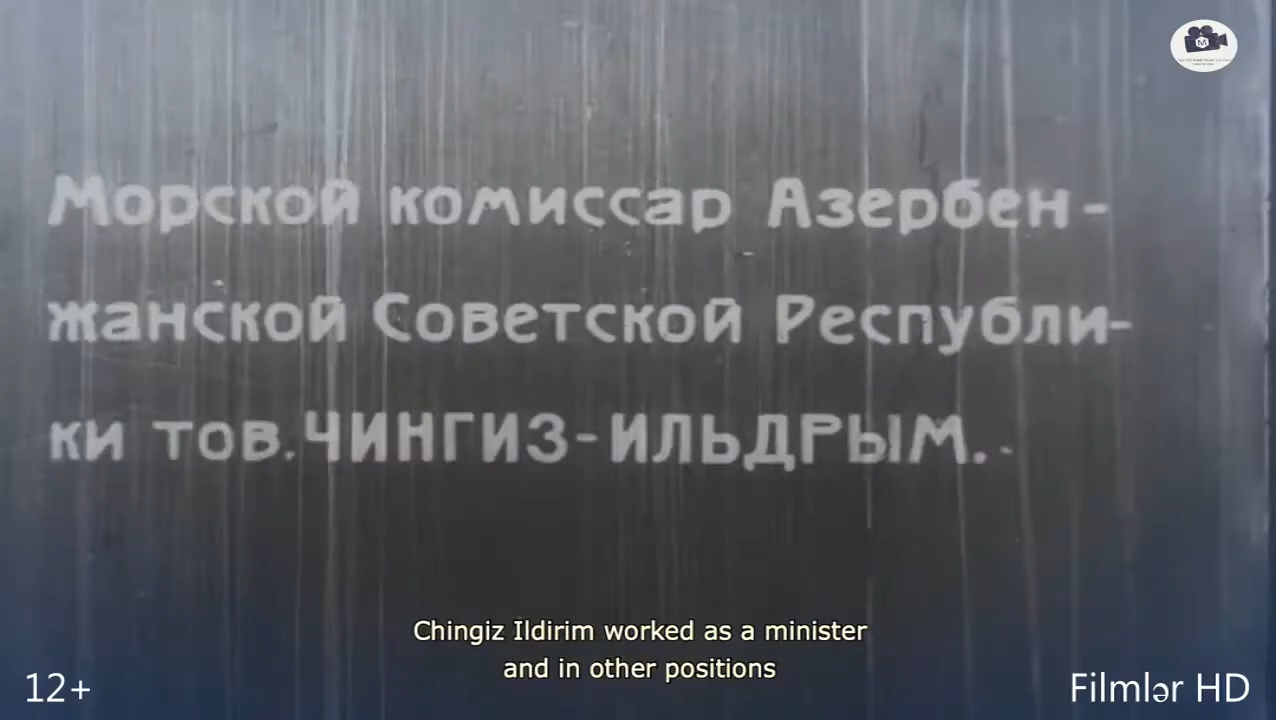 Морской комиссар Азербен-
жанской Советской Республи-
ки тов. ЧИНГИЗ-ИЛЬДРЫМ.-
Chingiz Ildirim worked as a minister
and in other positions
12+
Filmlər HD